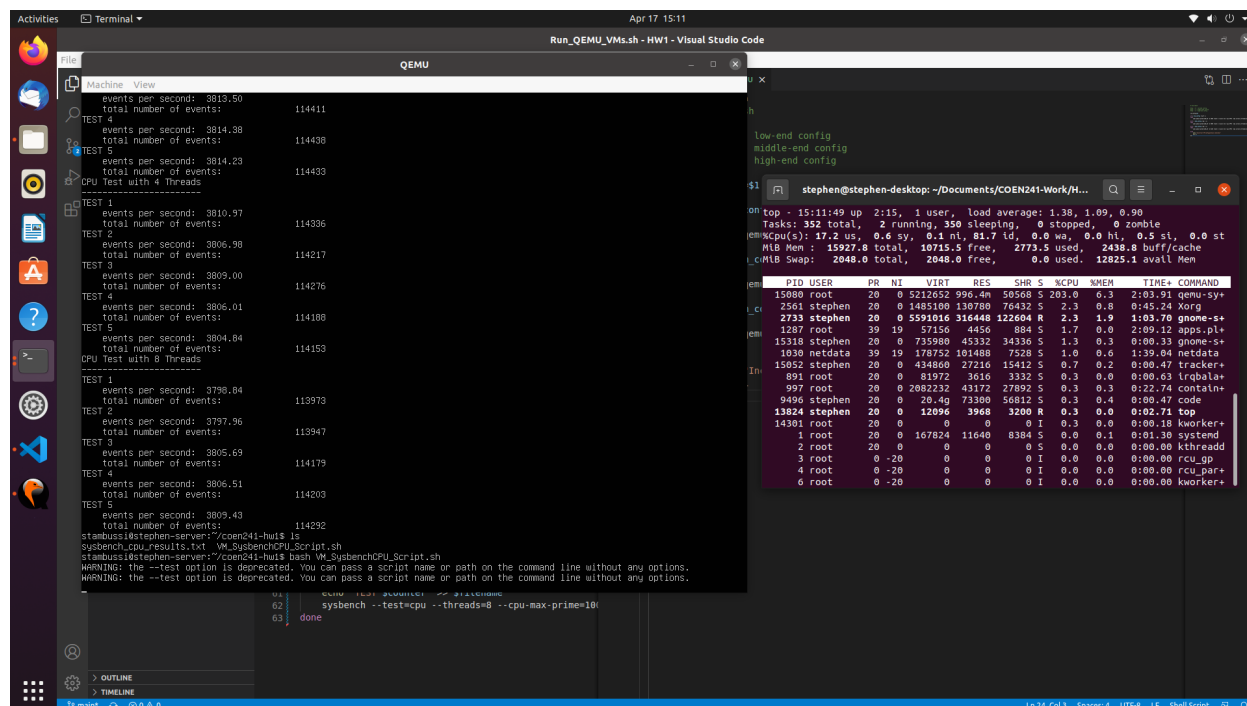 Activities
Terminal
Apr 17 15:11
Run_QEMU_VMs.sh - HW1 - Visual Studio Code
File
QEMU
Machine View
events per second: 3813.50
total number of events: 114411
TEST 4
events per second: 3814.38
total number of events: 114438
TEST 5
events per second: 3814.23
total number of events: 114433
CPU Test with 4 Threads
-----------------------
TEST 1
events per second: 3810.97
total number of events: 114336
TEST 2
events per second: 3806.98
total number of events: 114217
TEST 3
events per second: 3809.00
total number of events: 114276
TEST 4
events per second: 3806.01
total number of events: 114188
TEST 5
events per second: 3804.84
total number of events: 114153
CPU Test with 8 Threads
-----------------------
TEST 1
events per second: 3798.84
total number of events: 113973
TEST 2
events per second: 3797.96
total number of events: 113947
TEST 3
events per second: 3805.69
total number of events: 114179
TEST 4
events per second: 3806.51
total number of events: 114203
TEST 5
events per second: 3809.43
total number of events: 114292
stambussi@stephen-server:~/coen241-hw1$ ls
sysbench_cpu_results.txt VM_SysbenchCPU_Script.sh
stambussi@stephen-server:~/coen241-hw1$ bash VM_SysbenchCPU_Script.sh
WARNING: the --test option is deprecated. You can pass a script name or path on the command line without any options.
WARNING: the --test option is deprecated. You can pass a script name or path on the command line without any options.
low-end config
middle-end config
high-end config
stephen@stephen-desktop: ~/Documents/COEN241-Work/H...
top - 15:11:49 up 2:15, 1 user, load average: 1.38, 1.09, 0.90
Tasks: 352 total, 2 running, 350 sleeping, 0 stopped, 0 zombie
%Cpu(s): 17.2 us, 0.6 sy, 0.1 ni, 81.7 id, 0.0 wa, 0.0 hi, 0.5 si, 0.0 st
MiB Mem : 15927.8 total, 10715.5 free, 2773.5 used, 2438.8 buff/cache
MiB Swap: 2048.0 total, 2048.0 free, 0.0 used. 12825.1 avail Mem
PID USER PR NI VIRT RES SHR S %CPU %MEM TIME+ COMMAND
15080 root 20 0 5212652 996.4m 50568 S 203.0 6.3 2:03.91 qemu-sy+
2561 stephen 20 0 1485100 130780 76432 S 2.3 0.8 0:45.24 Xorg
2733 stephen 20 0 5591016 316448 122604 R 2.3 1.9 1:03.70 gnome-s+
1287 root 39 19 57156 4456 884 S 1.7 0.0 2:09.12 apps.pl+
15318 stephen 20 0 735980 45332 34336 S 1.3 0.3 0:00.33 gnome-s+
1030 netdata 39 19 178752 101488 7528 S 1.0 0.6 1:39.04 netdata
15052 stephen 20 0 434860 27216 15412 S 0.7 0.2 0:00.47 tracker+
891 root 20 0 81972 3616 3332 S 0.3 0.0 0:00.63 irqbala+
997 root 20 0 2082232 43172 27892 S 0.3 0.3 0:22.74 contain+
9496 stephen 20 0 20.4g 73300 56812 S 0.3 0.4 0:00.47 code
13824 stephen 20 0 12096 3968 3200 R 0.3 0.0 0:02.71 top
14301 root 20 0 0 0 0 I 0.3 0.0 0:00.18 kworker+
1 root 20 0 167824 11640 8384 S 0.0 0.1 0:01.30 systemd
2 root 20 0 0 0 0 S 0.0 0.0 0:00.00 kthreadd
3 root 0 -20 0 0 0 I 0.0 0.0 0:00.00 rcu_gp
4 root 0 -20 0 0 0 I 0.0 0.0 0:00.00 rcu_par+
6 root 0 -20 0 0 0 I 0.0 0.0 0:00.00 kworker+
62 sysbench --test=cpu --threads=8 --cpu-max-prime=100
63 done
OUTLINE
TIMELINE
Shell Script